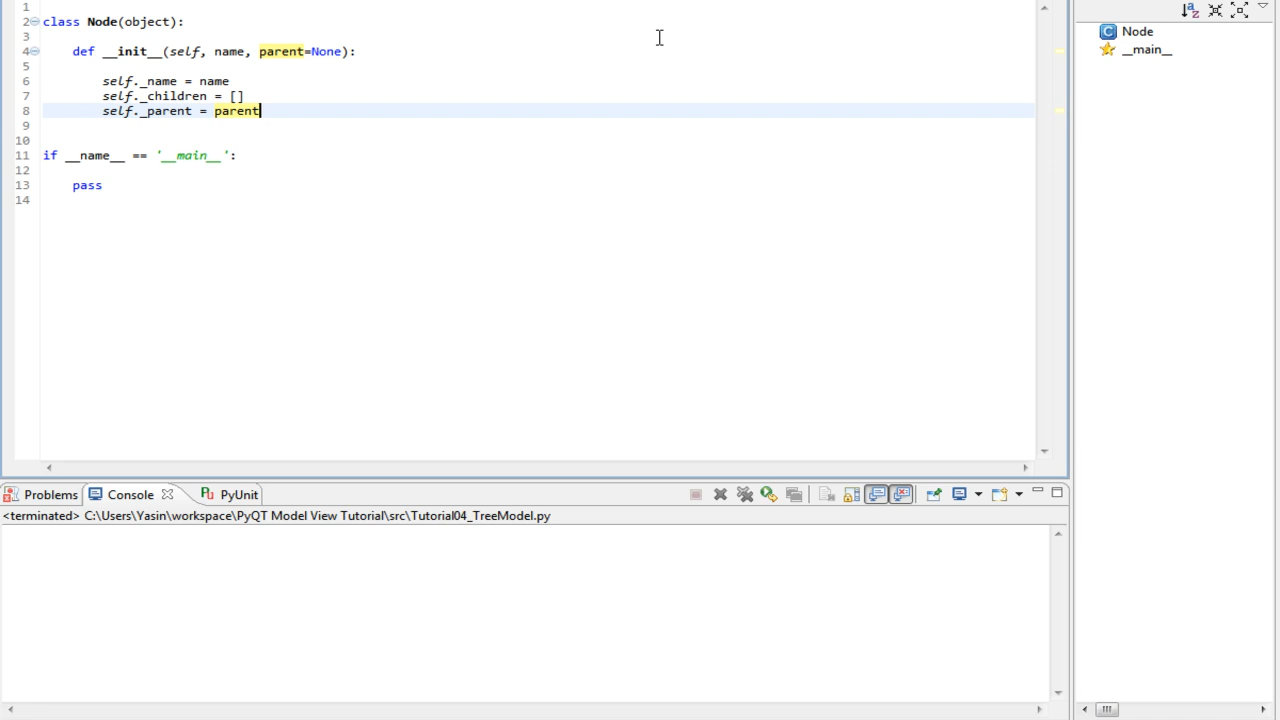 1
2 class Node(object):
3
4     def __init__(self, name, parent=None):
5
6         self._name = name
7         self._children = []
8         self._parent = parent
9
10
11 if __name__ == '__main__':
12
13     pass
14
Node
__main__
Problems Console PyUnit
<terminated> C:\Users\Yasin\workspace\PyQT Model View Tutorial\src\Tutorial04_TreeModel.py